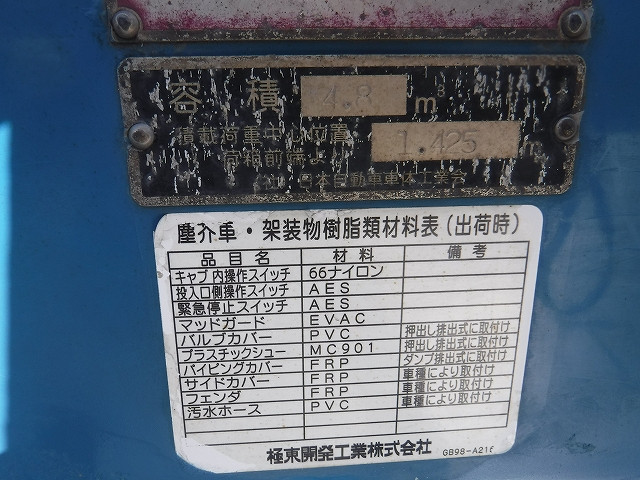 容積 4.8 m³
積載荷重中心位置
荷箱前端より 1.425 m
日本自動車車体工業会
塵芥車・架装物樹脂類材料表(出荷時)
品目名 材料 備考
キャブ内操作スイッチ 66ナイロン
投入口側操作スイッチ AES
緊急停止スイッチ AES
マッドガード EVAC
バルブカバー PVC 押出し排出式に取付け
プラスチックシュー MC901 押出し排出式に取付け
パイピングカバー FRP ダンプ排出式に取付け
サイドカバー FRP 車種により取付け
フェンダ FRP 車種により取付け
汚水ホース PVC 車種により取付け
極東開発工業株式会社 GB98-A216